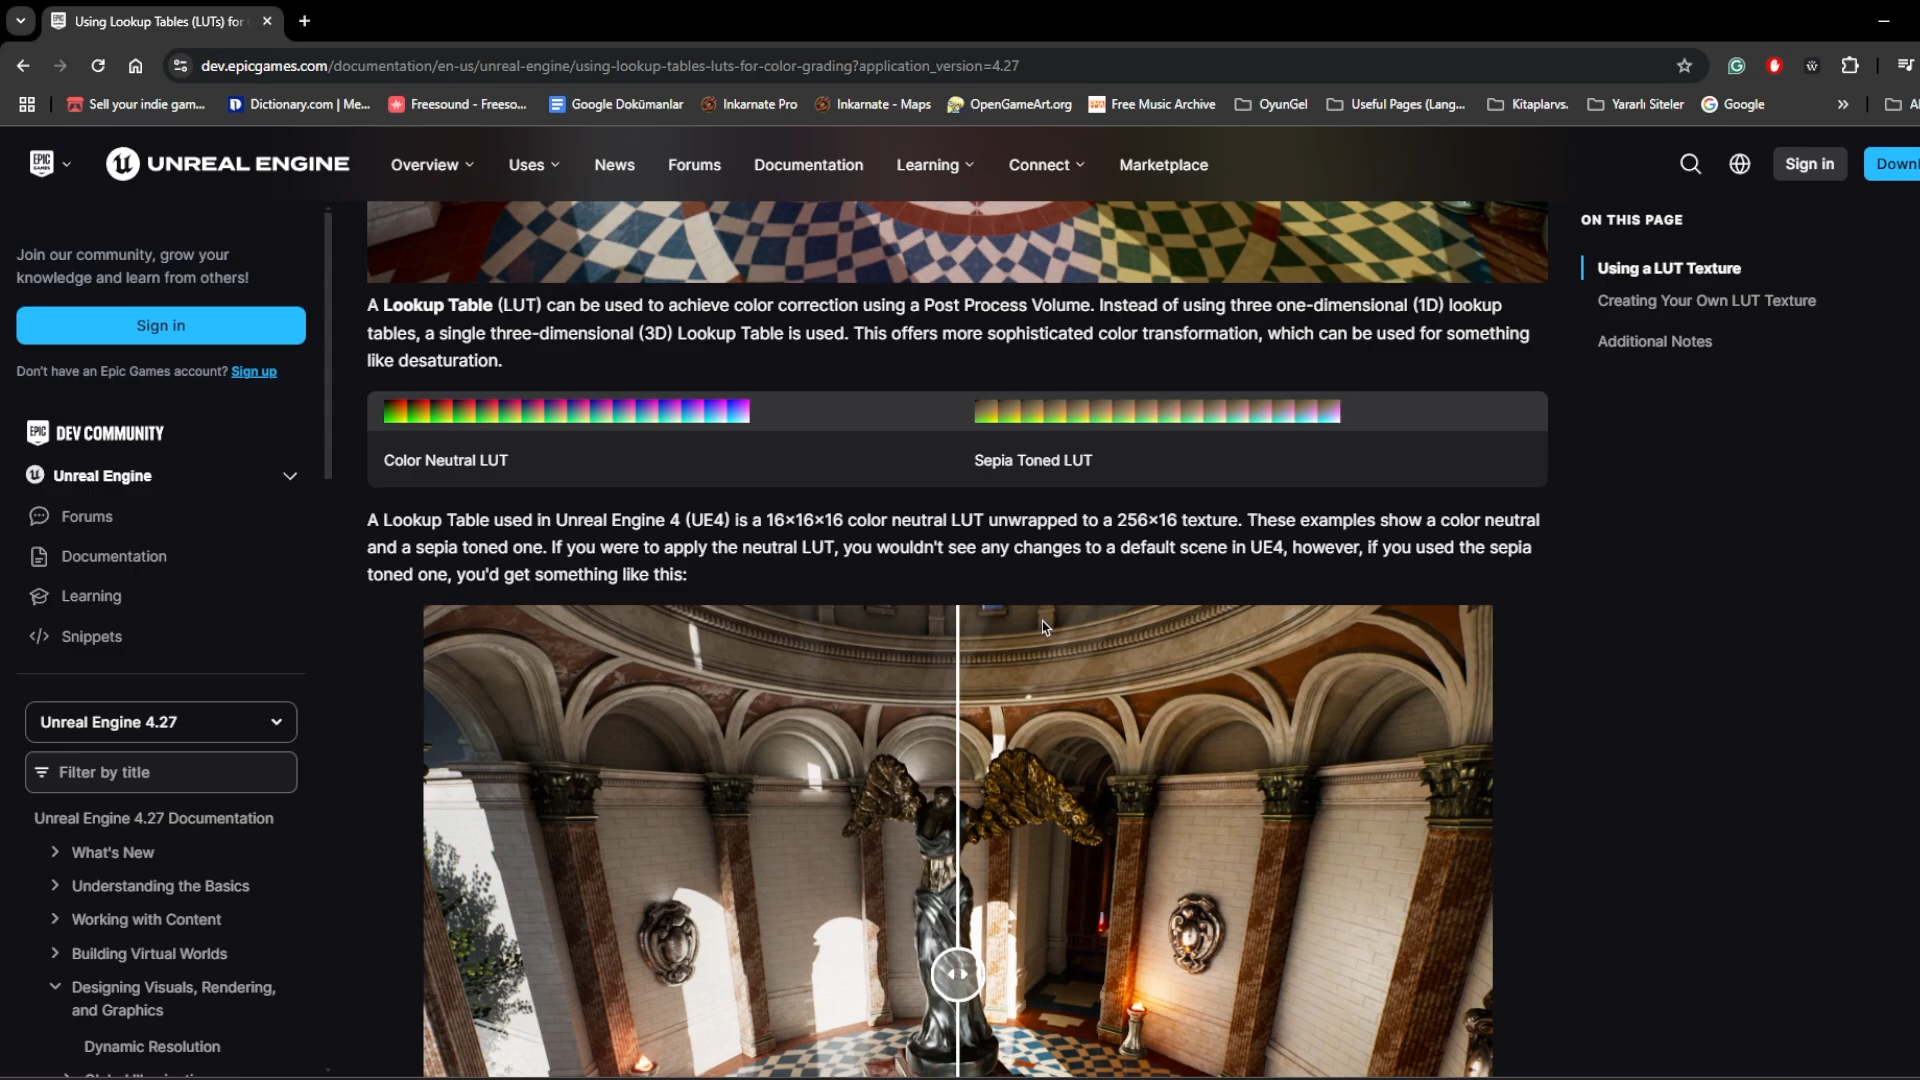 Using Lookup Tables (LUTs) for
dev.epicgames.com/documentation/en-us/unreal-engine/using-lookup-tables-luts-for-color-grading?application_version=4.27
Sell your indie gam...
Dictionary.com | Me...
Freesound - Freeso...
Google Dokümanlar
Inkarnate Pro
Inkarnate - Maps
OpenGameArt.org
Free Music Archive
OyunGel
Useful Pages (Lang...
Kitaplarvs.
Yararlı Siteler
Google
EPIC GAMES
UNREAL ENGINE
Overview
Uses
News
Forums
Documentation
Learning
Connect
Marketplace
Sign in
Downl
Join our community, grow your
knowledge and learn from others!
Sign in
Don't have an Epic Games account? Sign up
EPIC DEV COMMUNITY
Unreal Engine
Forums
Documentation
Learning
Snippets
Unreal Engine 4.27
Filter by title
Unreal Engine 4.27 Documentation
What's New
Understanding the Basics
Working with Content
Building Virtual Worlds
Designing Visuals, Rendering,
and Graphics
Dynamic Resolution
A Lookup Table (LUT) can be used to achieve color correction using a Post Process Volume. Instead of using three one-dimensional (1D) lookup
tables, a single three-dimensional (3D) Lookup Table is used. This offers more sophisticated color transformation, which can be used for something
like desaturation.
Color Neutral LUT
Sepia Toned LUT
A Lookup Table used in Unreal Engine 4 (UE4) is a 16×16×16 color neutral LUT unwrapped to a 256×16 texture. These examples show a color neutral
and a sepia toned one. If you were to apply the neutral LUT, you wouldn't see any changes to a default scene in UE4, however, if you used the sepia
toned one, you'd get something like this:
ON THIS PAGE
Using a LUT Texture
Creating Your Own LUT Texture
Additional Notes